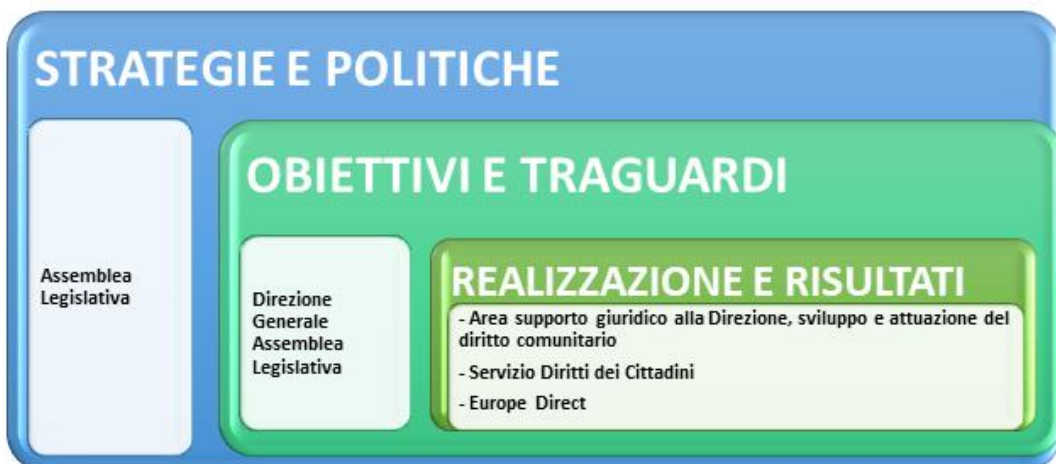 STRATEGIE E POLITICHE
Assemblea
Legislativa
OBIETTIVI E TRAGUARDI
Direzione
Generale
Assemblea
Legislativa
REALIZZAZIONE E RISULTATI
- Area supporto giuridico alla Direzione, sviluppo e attuazione del
diritto comunitario
- Servizio Diritti dei Cittadini
- Europe Direct